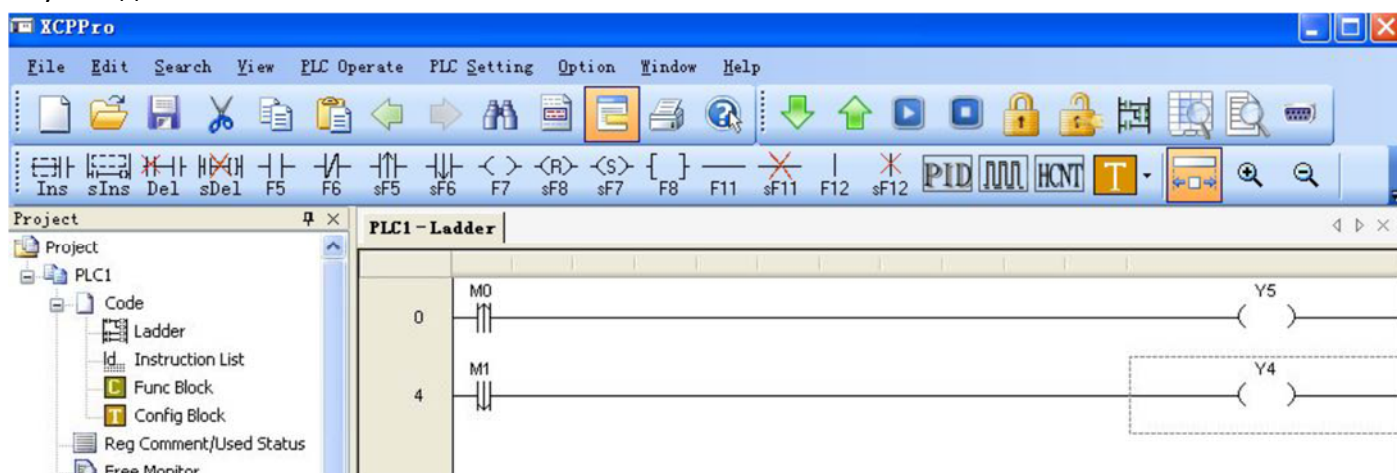 XCPPro
File Edit Search View PLC Operate PLC Setting Option Window Help
Ins sIns Del sDel F5 F6 sF5 sF6 F7 sF8 sF7 F8 F11 sF11 F12 sF12 PID HCNT T
Project
PLC1-Ladder
Project
PLC1
Code
Ladder
Instruction List
Func Block
Config Block
Reg Comment/Used Status
Free Monitor
M0 Y5
0
M1 Y4
4